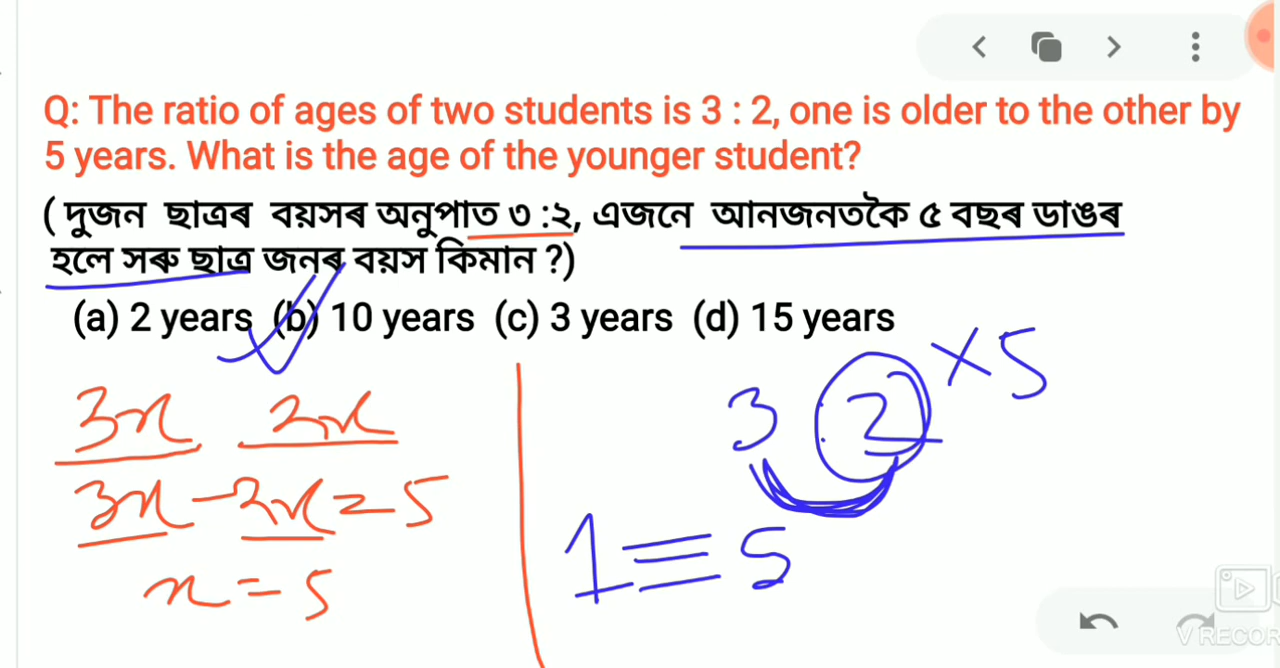 Q: The ratio of ages of two students is 3 : 2, one is older to the other by
5 years. What is the age of the younger student?
( দুজন ছাত্ৰৰ বয়সৰ অনুপাত ৩ :২, এজনে আনজনতকৈ ৫ বছৰ ডাঙৰ
হলে সৰু ছাত্ৰ জনৰ বয়স কিমান ?)
(a) 2 years (b) 10 years (c) 3 years (d) 15 years
3x 2x
3x - 2x = 5
x = 5
3 2 × 5
1 ≡ 5
V RECOR